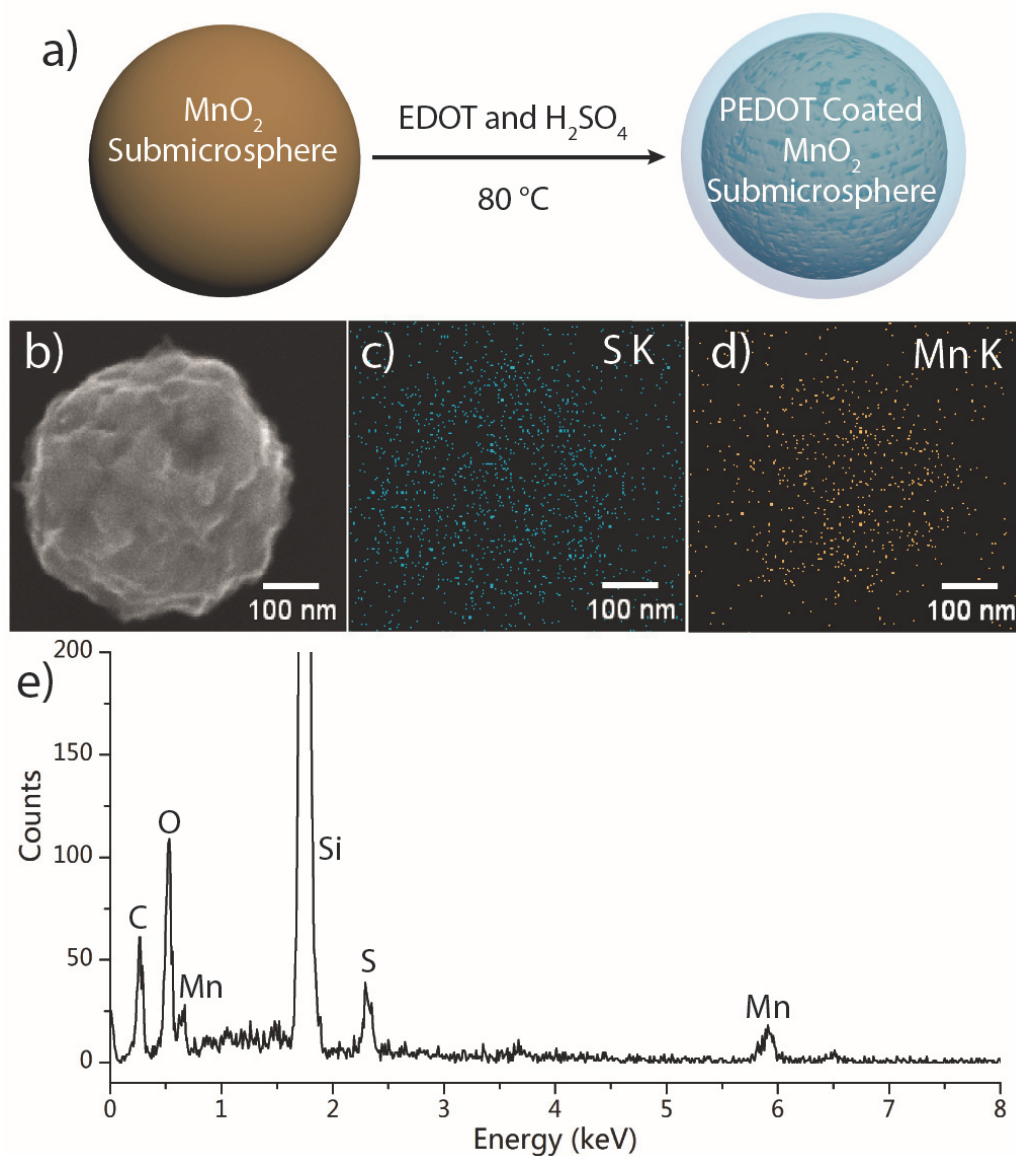 a)
MnO₂
Submicrosphere
EDOT and H₂SO₄
80 °C
PEDOT Coated
MnO₂
Submicrosphere
b)
100 nm
c)
S K
100 nm
d)
Mn K
100 nm
e)
200
150
100
50
0
Counts
C
O
Mn
Si
S
Mn
0
1
2
3
4
5
6
7
8
Energy (keV)